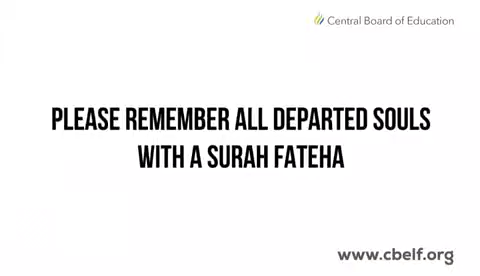 Central Board of Education
PLEASE REMEMBER ALL DEPARTED SOULS
WITH A SURAH FATEHA
www.cbelf.org